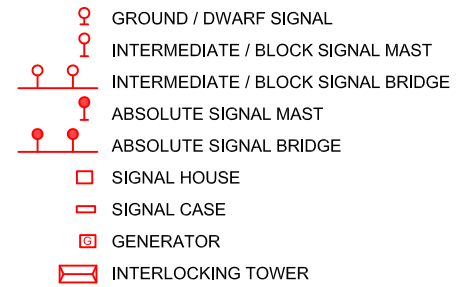 GROUND / DWARF SIGNAL
INTERMEDIATE / BLOCK SIGNAL MAST
INTERMEDIATE / BLOCK SIGNAL BRIDGE
ABSOLUTE SIGNAL MAST
ABSOLUTE SIGNAL BRIDGE
SIGNAL HOUSE
SIGNAL CASE
G GENERATOR
INTERLOCKING TOWER